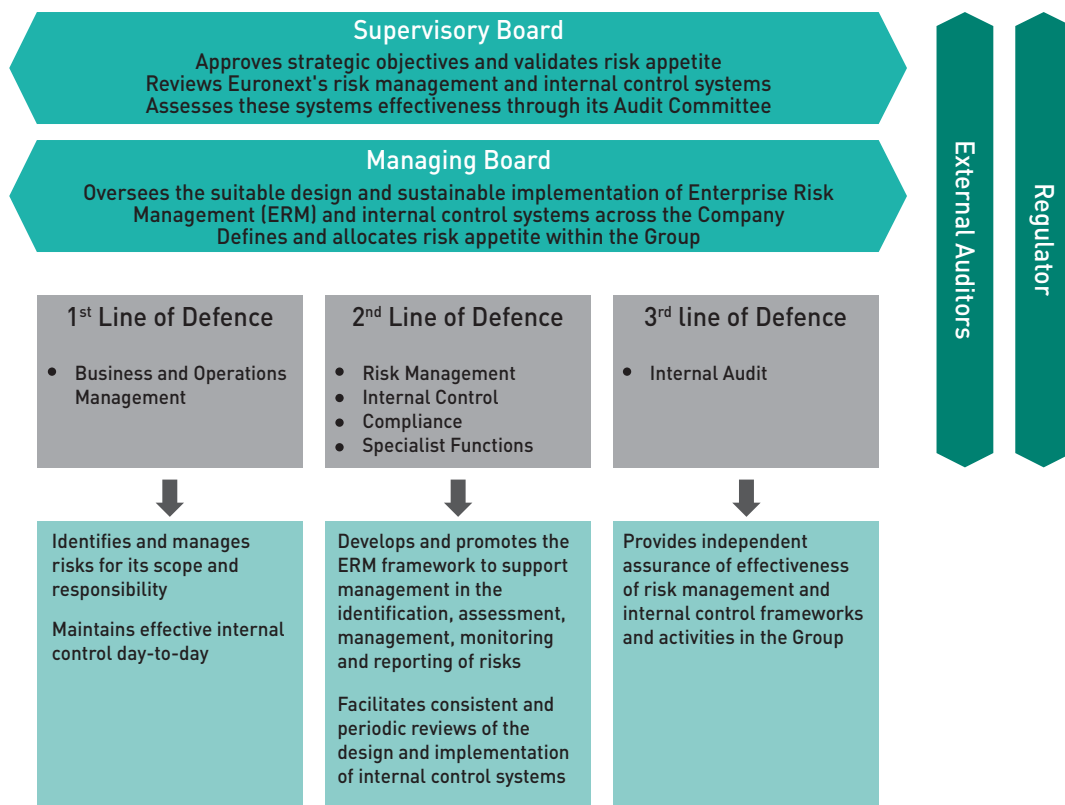 Supervisory Board
Approves strategic objectives and validates risk appetite
Reviews Euronext's risk management and internal control systems
Assesses these systems effectiveness through its Audit Committee
Managing Board
Oversees the suitable design and sustainable implementation of Enterprise Risk
Management (ERM) and internal control systems across the Company
Defines and allocates risk appetite within the Group
External Auditors
Regulator
1st Line of Defence
• Business and Operations
Management
2nd Line of Defence
• Risk Management
• Internal Control
• Compliance
• Specialist Functions
3rd line of Defence
• Internal Audit
Identifies and manages
risks for its scope and
responsibility
Maintains effective internal
control day-to-day
Develops and promotes the
ERM framework to support
management in the
identification, assessment,
management, monitoring
and reporting of risks
Facilitates consistent and
periodic reviews of the
design and implementation
of internal control systems
Provides independent
assurance of effectiveness
of risk management and
internal control frameworks
and activities in the Group